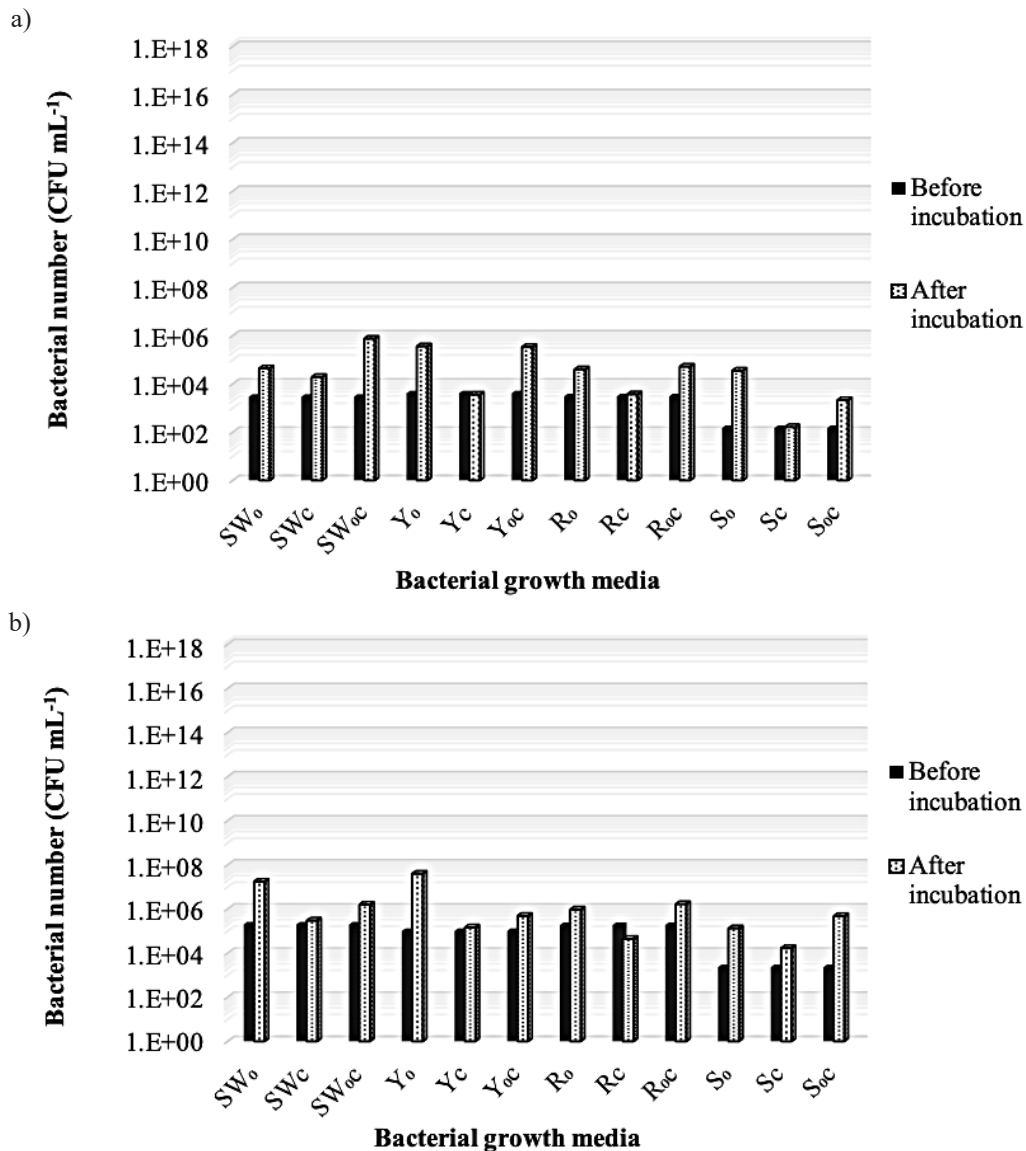 a)
1.E+18
1.E+16
1.E+14
1.E+12
1.E+10
1.E+08
1.E+06
1.E+04
1.E+02
1.E+00
Bacterial number (CFU mL⁻¹)
Before
incubation
After
incubation
SWₒ SWc SWₒc Yₒ Yc Yₒc Rₒ Rc Rₒc Sₒ Sc Sₒc
Bacterial growth media
b)
1.E+18
1.E+16
1.E+14
1.E+12
1.E+10
1.E+08
1.E+06
1.E+04
1.E+02
1.E+00
Bacterial number (CFU mL⁻¹)
Before
incubation
After
incubation
SWₒ SWc SWₒc Yₒ Yc Yₒc Rₒ Rc Rₒc Sₒ Sc Sₒc
Bacterial growth media